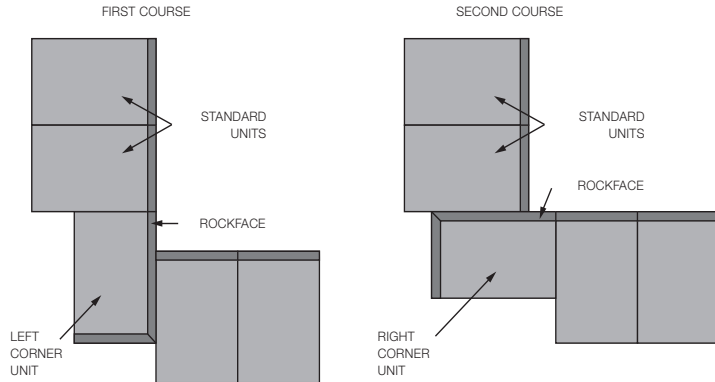 FIRST COURSE
STANDARD
UNITS
ROCKFACE
LEFT
CORNER
UNIT
SECOND COURSE
STANDARD
UNITS
ROCKFACE
RIGHT
CORNER
UNIT